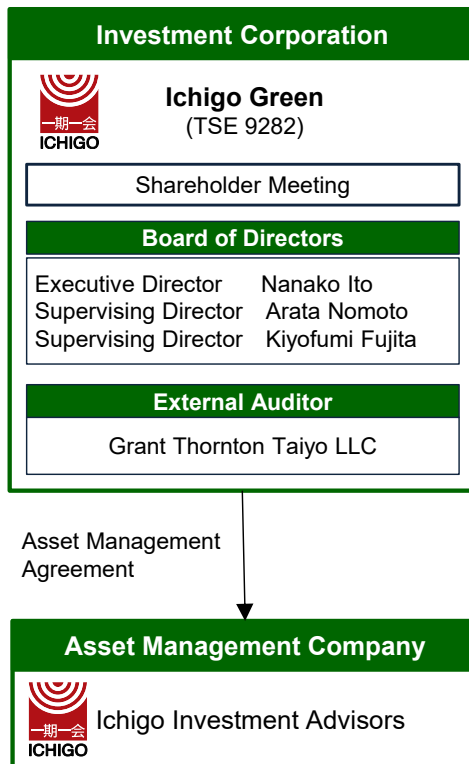 Investment Corporation
一期一会
ICHIGO
Ichigo Green
(TSE 9282)
Shareholder Meeting
Board of Directors
Executive Director Nanako Ito
Supervising Director Arata Nomoto
Supervising Director Kiyofumi Fujita
External Auditor
Grant Thornton Taiyo LLC
Asset Management
Agreement
Asset Management Company
一期一会
ICHIGO
Ichigo Investment Advisors